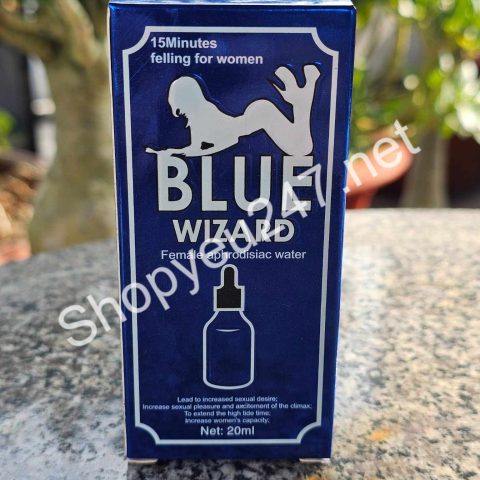 15Minutes
felling for women
BLUE
WIZARD
Female aphrodisiac water
Lead to increased sexual desire;
Increase sexual pleasure and axcitement of the climax;
To extend the high tide time;
Increase women's capacity;
Net: 20ml
Shopyeu247.net